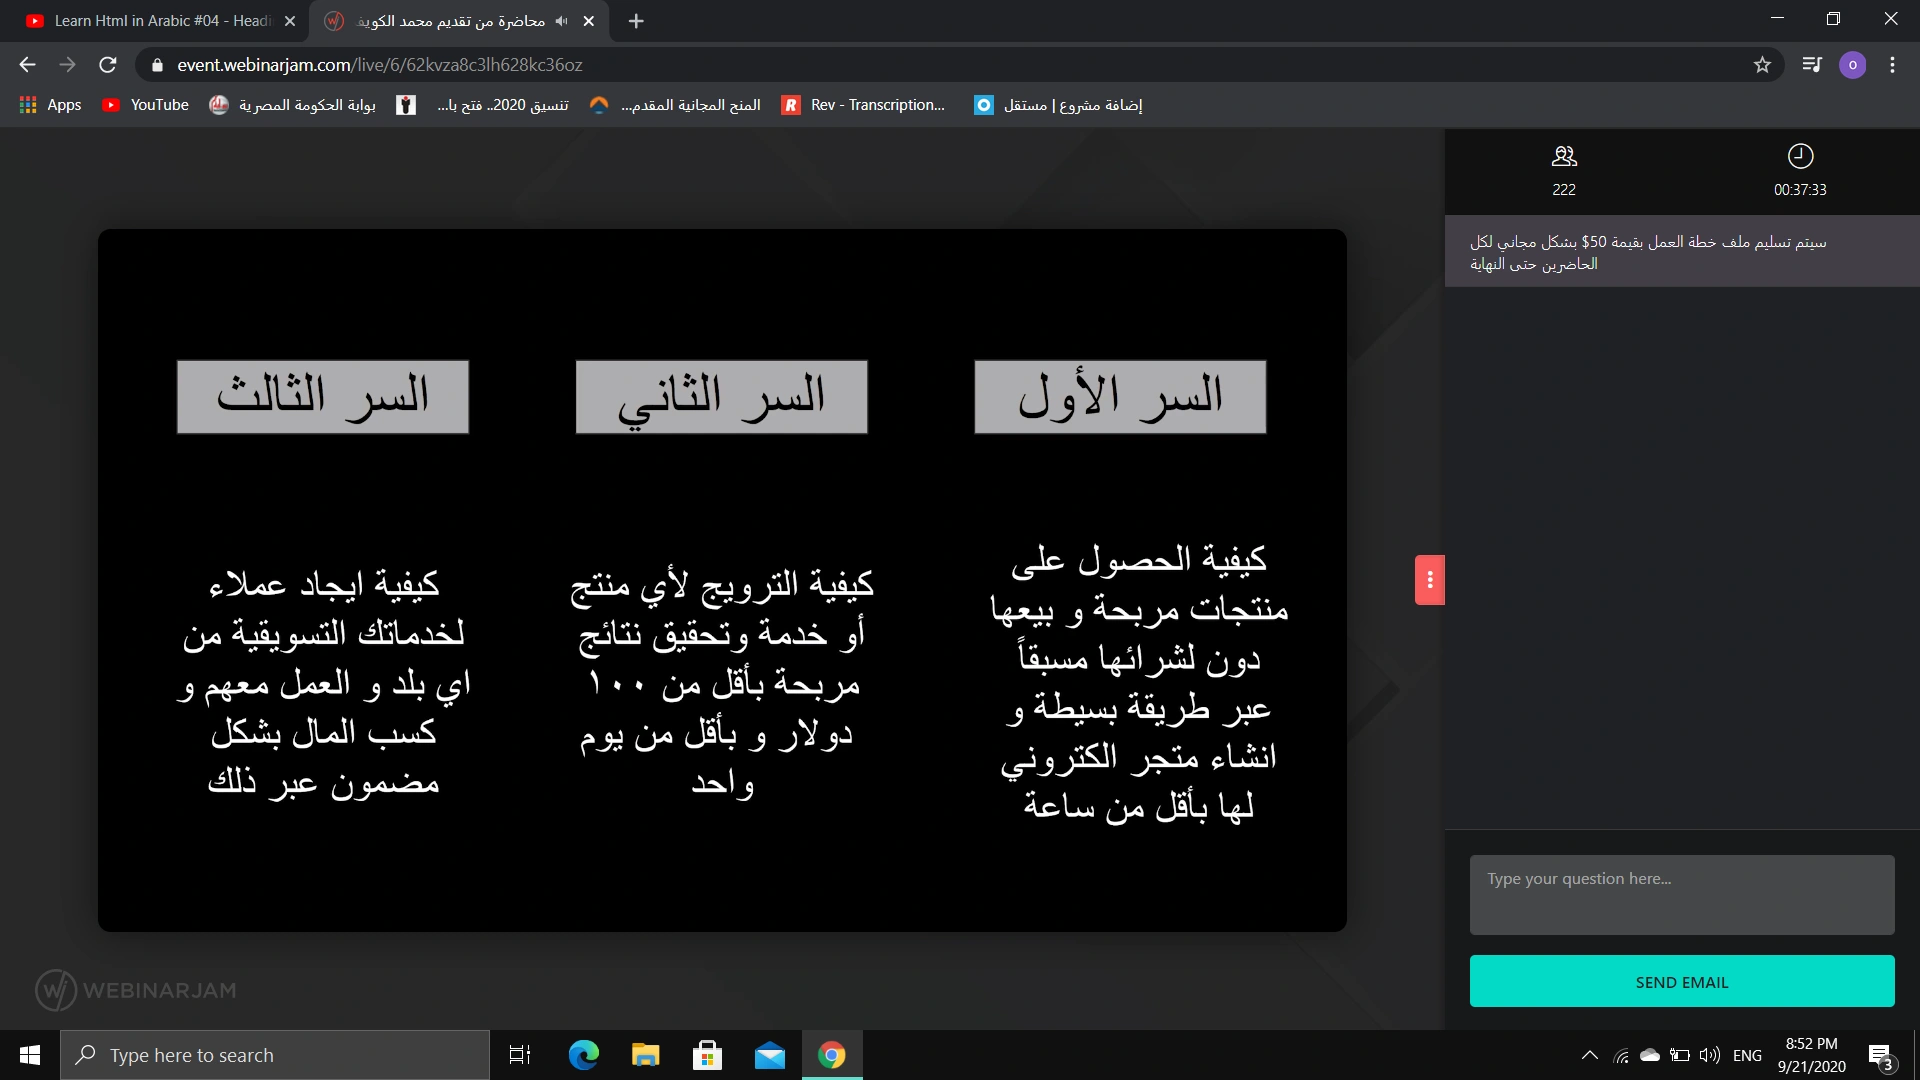 Learn Html in Arabic #04 - Headi
محاضرة من تقديم محمد الكويف
event.webinarjam.com/live/6/62kvza8c3lh628kc36oz
Apps
YouTube
بوابة الحكومة المصرية
تنسيق 2020.. فتح با...
المنح المجانية المقدم...
Rev - Transcription...
إضافة مشروع | مستقل
222
00:37:33
سيتم تسليم ملف خطة العمل بقيمة 50$ بشكل مجاني لكل
الحاضرين حتى النهاية
السر الأول
كيفية الحصول على
منتجات مربحة و بيعها
دون لشرائها مسبقاً
عبر طريقة بسيطة و
انشاء متجر الكتروني
لها بأقل من ساعة
السر الثاني
كيفية الترويج لأي منتج
أو خدمة وتحقيق نتائج
مربحة بأقل من ١٠٠
دولار و بأقل من يوم
واحد
السر الثالث
كيفية ايجاد عملاء
لخدماتك التسويقية من
اي بلد و العمل معهم و
كسب المال بشكل
مضمون عبر ذلك
Type your question here...
SEND EMAIL
WEBINARJAM
Type here to search
ENG
8:52 PM
9/21/2020
3